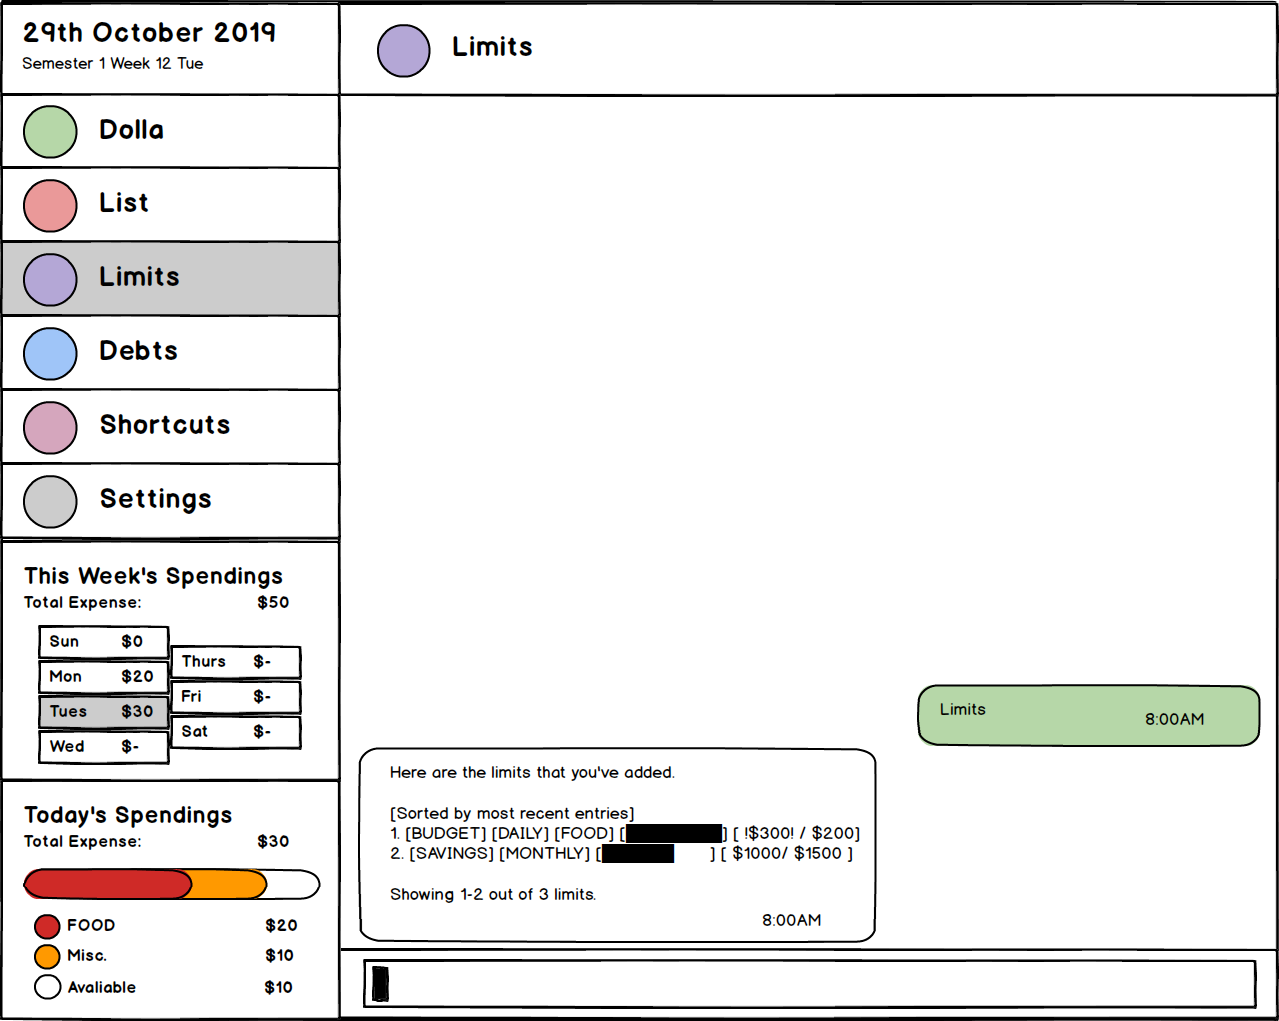 29th October 2019
Semester 1 Week 12 Tue
Dolla
List
Limits
Debts
Shortcuts
Settings
This Week's Spendings
Total Expense: $50
Sun $0
Mon $20
Tues $30
Wed $-
Thurs $-
Fri $-
Sat $-
Today's Spendings
Total Expense: $30
FOOD $20
Misc. $10
Avaliable $10
Limits
Limits
8:00AM
Here are the limits that you've added.
[Sorted by most recent entries]
1. [BUDGET] [DAILY] [FOOD] [██████████] [ !$300! / $200]
2. [SAVINGS] [MONTHLY] [███████ ] [ $1000/ $1500 ]
Showing 1-2 out of 3 limits.
8:00AM